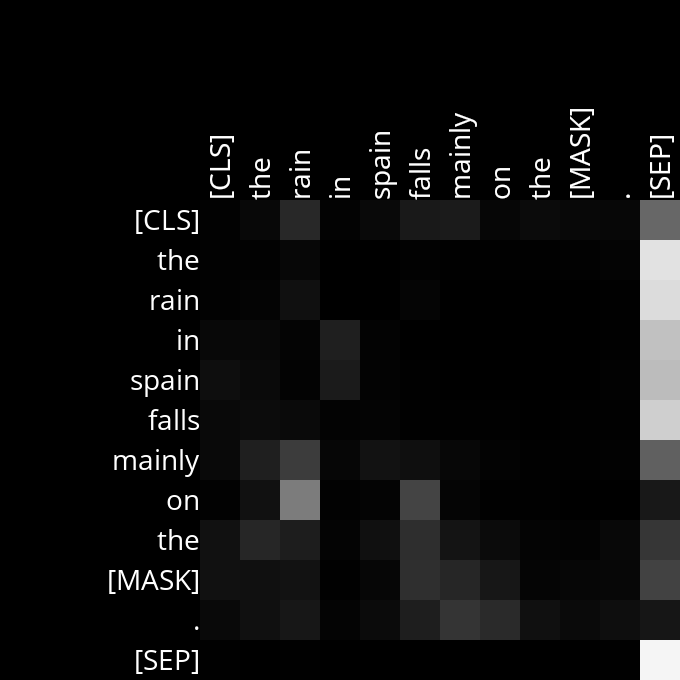 [CLS] the rain in spain falls mainly on the [MASK] . [SEP]
[CLS]
the
rain
in
spain
falls
mainly
on
the
[MASK]
.
[SEP]